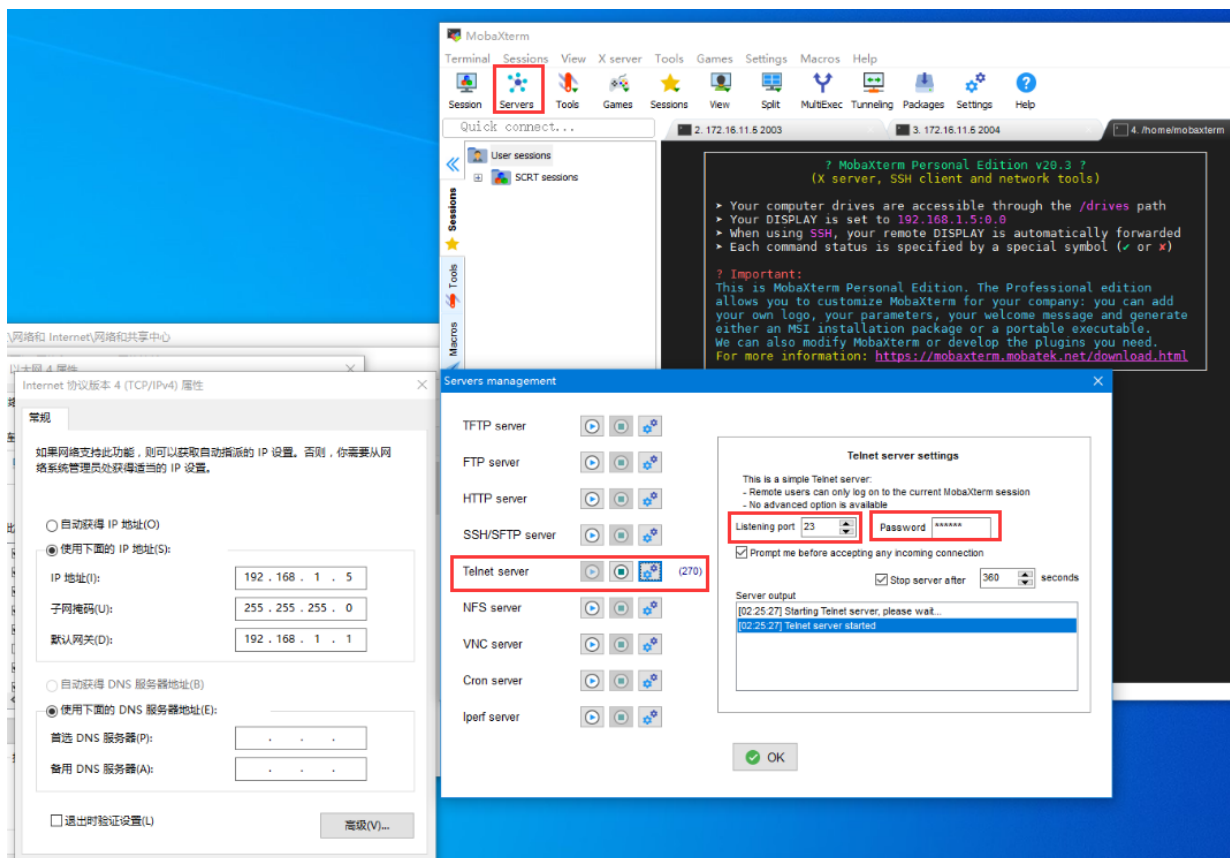 MobaXterm
Terminal Sessions View X server Tools Games Settings Macros Help
Session Servers Tools Games Sessions View Split MultiExec Tunneling Packages Settings Help
Quick connect...
2. 172.16.11.6 2003
3. 172.16.11.6 2004
4. /home/mobaxterm
User sessions
SCRT sessions
Sessions
Tools
Macros
? MobaXterm Personal Edition v20.3 ?
(X server, SSH client and network tools)
➤ Your computer drives are accessible through the /drives path
➤ Your DISPLAY is set to 192.168.1.5:0.0
➤ When using SSH, your remote DISPLAY is automatically forwarded
➤ Each command status is specified by a special symbol (✓ or ✗)
? Important:
This is MobaXterm Personal Edition. The Professional edition
allows you to customize MobaXterm for your company: you can add
your own logo, your parameters, your welcome message and generate
either an MSI installation package or a portable executable.
We can also modify MobaXterm or develop the plugins you need.
For more information: https://mobaxterm.mobatek.net/download.html
\网络和 Internet\网络和共享中心
以太网 4 属性
Internet 协议版本 4 (TCP/IPv4) 属性
常规
如果网络支持此功能，则可以获取自动指派的 IP 设置。否则，你需要从网
络系统管理员处获得适当的 IP 设置。
自动获得 IP 地址(O)
使用下面的 IP 地址(S):
IP 地址(I): 192 . 168 . 1 . 5
子网掩码(U): 255 . 255 . 255 . 0
默认网关(D): 192 . 168 . 1 . 1
自动获得 DNS 服务器地址(B)
使用下面的 DNS 服务器地址(E):
首选 DNS 服务器(P): . . .
备用 DNS 服务器(A): . . .
退出时验证设置(L)
高级(V)...
Servers management
TFTP server
FTP server
HTTP server
SSH/SFTP server
Telnet server (270)
NFS server
VNC server
Cron server
Iperf server
Telnet server settings
This is a simple Telnet server:
- Remote users can only log on to the current MobaXterm session
- No advanced option is available
Listening port 23 Password ******
Prompt me before accepting any incoming connection
Stop server after 360 seconds
Server output
[02:25:27] Starting Telnet server, please wait...
[02:25:27] Telnet server started
OK